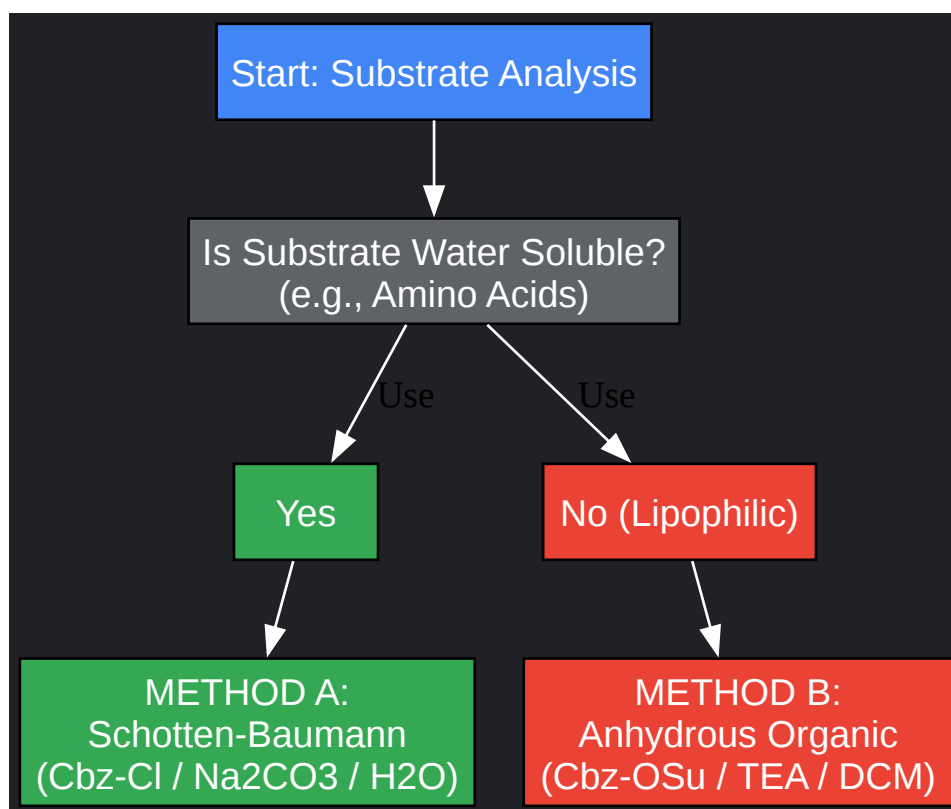 Start: Substrate Analysis
Is Substrate Water Soluble?
(e.g., Amino Acids)
Use
Use
Yes
No (Lipophilic)
METHOD A:
Schotten-Baumann
(Cbz-Cl / Na2CO3 / H2O)
METHOD B:
Anhydrous Organic
(Cbz-OSu / TEA / DCM)